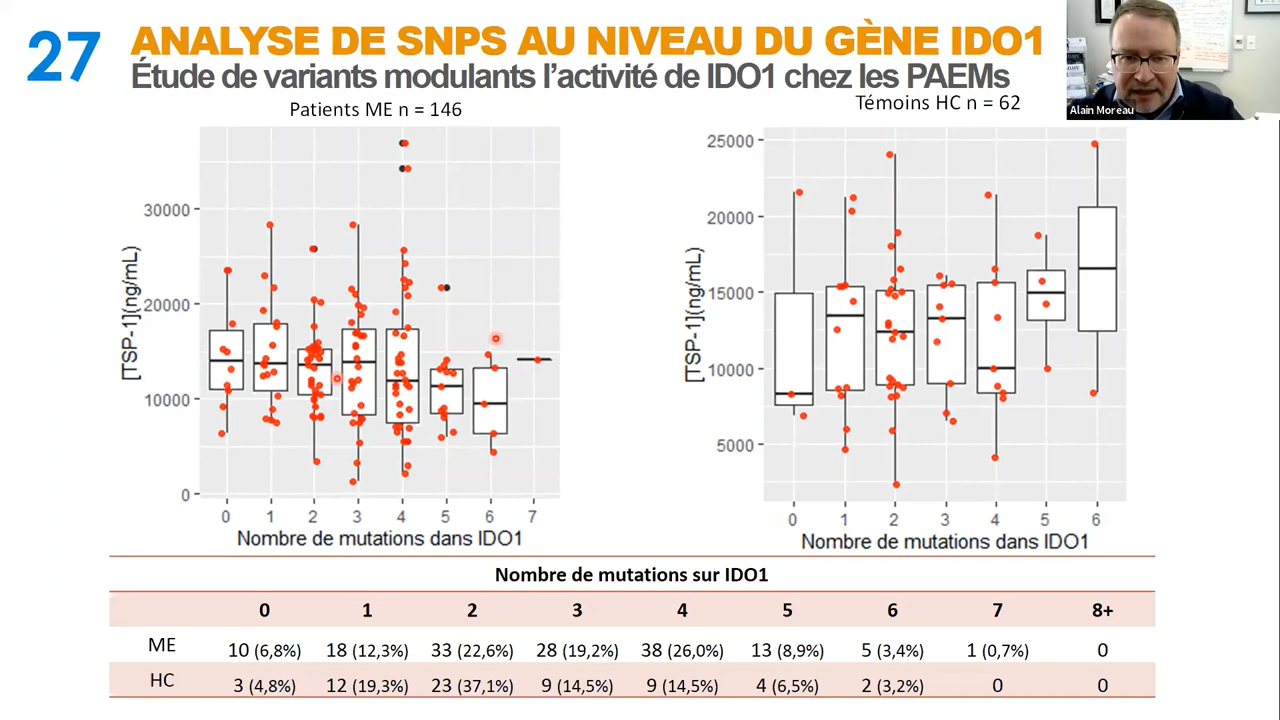 27
ANALYSE DE SNPS AU NIVEAU DU GÈNE IDO1
Étude de variants modulants l'activité de IDO1 chez les PAEMs
Alain Moreau
Patients ME n = 146
[TSP-1](ng/mL)
30000
20000
10000
0
0 1 2 3 4 5 6 7
Nombre de mutations dans IDO1
Témoins HC n = 62
[TSP-1](ng/mL)
25000
20000
15000
10000
5000
0 1 2 3 4 5 6
Nombre de mutations dans IDO1
Nombre de mutations sur IDO1
0 1 2 3 4 5 6 7 8+
ME 10 (6,8%) 18 (12,3%) 33 (22,6%) 28 (19,2%) 38 (26,0%) 13 (8,9%) 5 (3,4%) 1 (0,7%) 0
HC 3 (4,8%) 12 (19,3%) 23 (37,1%) 9 (14,5%) 9 (14,5%) 4 (6,5%) 2 (3,2%) 0 0